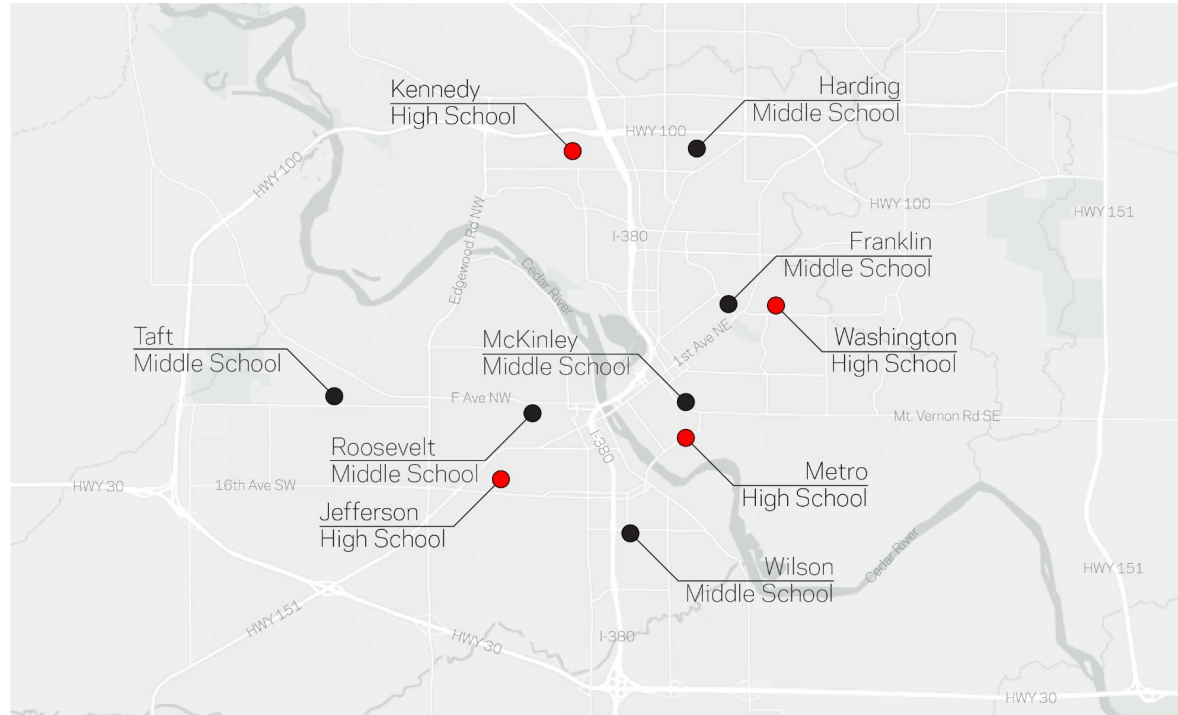 Kennedy
High School
Harding
Middle School
HWY 100
HWY 100
HWY 100
HWY 151
I-380
Edgewood Rd NW
Franklin
Middle School
Cedar River
Taft
Middle School
McKinley
Middle School
1st Ave NE
Washington
High School
F Ave NW
Mt. Vernon Rd SE
Roosevelt
Middle School
I-380
Metro
High School
HWY 30
16th Ave SW
Jefferson
High School
Wilson
Middle School
Cedar River
HWY 151
HWY 151
HWY 30
I-380
HWY 30